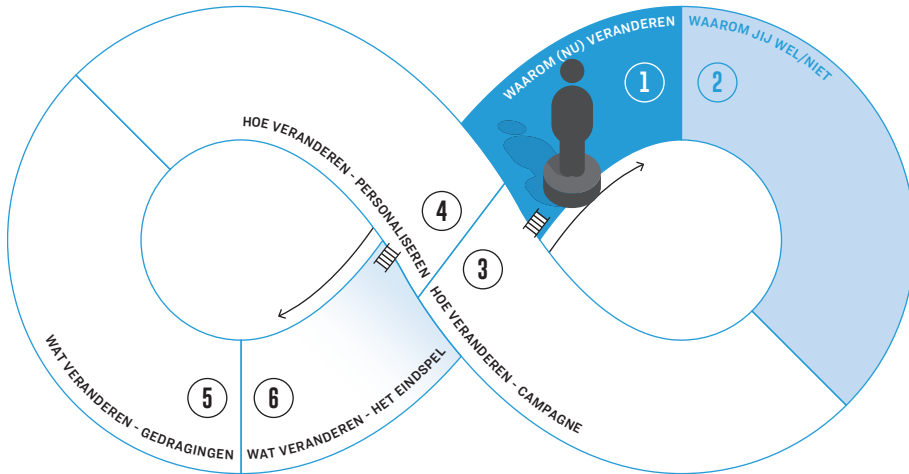 WAAROM (NU) VERANDEREN
1
WAAROM JIJ WEL/NIET
2
HOE VERANDEREN - CAMPAGNE
3
HOE VERANDEREN - PERSONALISEREN
4
WAT VERANDEREN - GEDRAGINGEN
5
WAT VERANDEREN - HET EINDSPEL
6